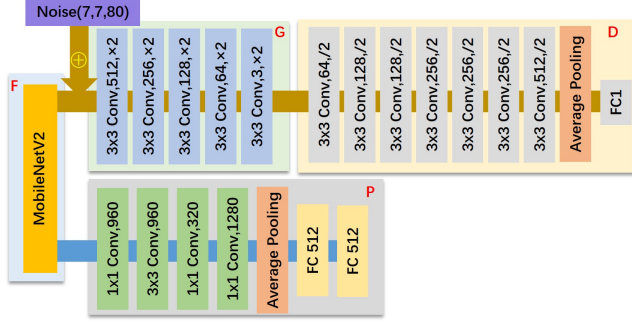 Noise(7,7,80)
G
3x3 Conv,512,×2
3x3 Conv,256,×2
3x3 Conv,128,×2
3x3 Conv,64,×2
3x3 Conv,3,×2
D
3x3 Conv,64,/2
3x3 Conv,128,/2
3x3 Conv,128,/2
3x3 Conv,256,/2
3x3 Conv,256,/2
3x3 Conv,256,/2
3x3 Conv,512,/2
Average Pooling
FC1
F
MobileNetV2
P
1x1 Conv,960
3x3 Conv,960
1x1 Conv,320
1x1 Conv,1280
Average Pooling
FC 512
FC 512